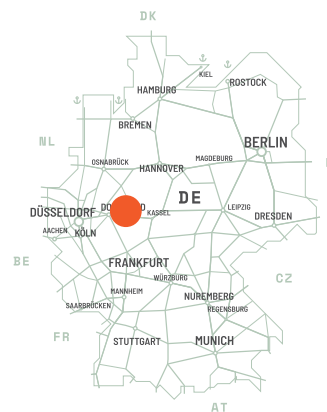 DK
KIEL
ROSTOCK
HAMBURG
BREMEN
NL
BERLIN
OSNABRÜCK
MAGDEBURG
HANNOVER
DE
DÜSSELDORF
KASSEL
LEIPZIG
DRESDEN
AACHEN
KÖLN
BE
FRANKFURT
WÜRZBURG
CZ
MANNHEIM
NUREMBERG
SAARBRÜCKEN
REGENSBURG
FR
STUTTGART
MUNICH
AT